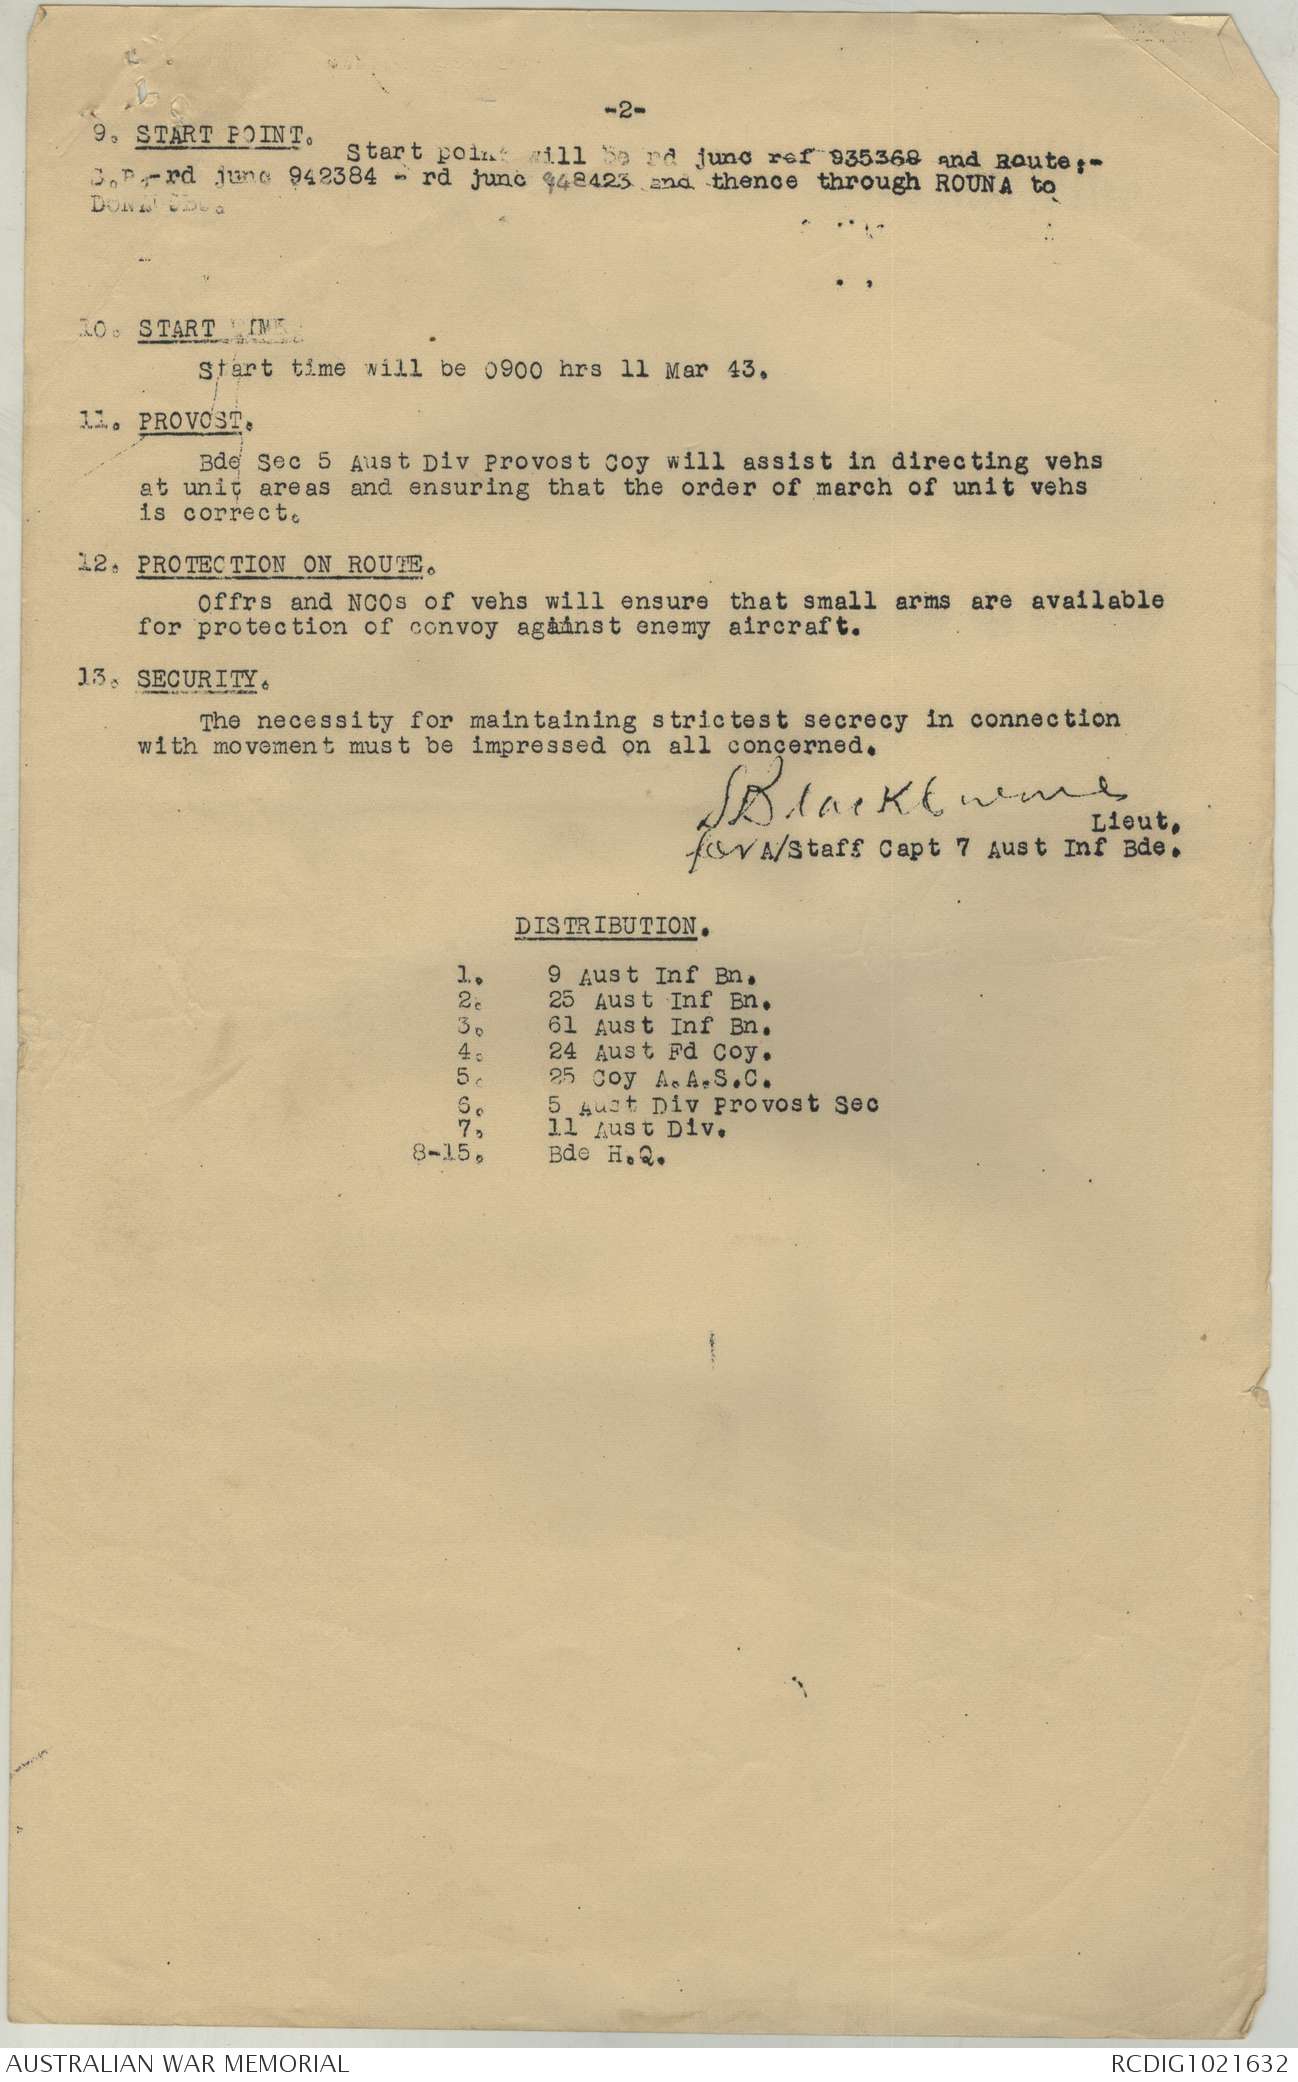 -2-
9. START POINT.
Start point will be rd junc ref 935368 and Route:-
S.P.-rd junc 942384 - rd junc 948423 and thence through ROUNA to
10. START TIME.
Start time will be 0900 hrs 11 Mar 43.
11. PROVOST.
Bde Sec 5 Aust Div Provost Coy will assist in directing vehs
at unit areas and ensuring that the order of march of unit vehs
is correct.
12. PROTECTION ON ROUTE.
Offrs and NCOs of vehs will ensure that small arms are available
for protection of convoy against enemy aircraft.
13. SECURITY.
The necessity for maintaining strictest secrecy in connection
with movement must be impressed on all concerned.
Lieut.
for A/Staff Capt 7 Aust Inf Bde.
DISTRIBUTION.
1. 9 Aust Inf Bn.
2. 25 Aust Inf Bn.
3. 61 Aust Inf Bn.
4. 24 Aust Fd Coy.
5. 25 Coy A.A.S.C.
6. 5 Aust Div Provost Sec
7. 11 Aust Div.
8-15. Bde H.Q.
AUSTRALIAN WAR MEMORIAL
RCDIG1021632